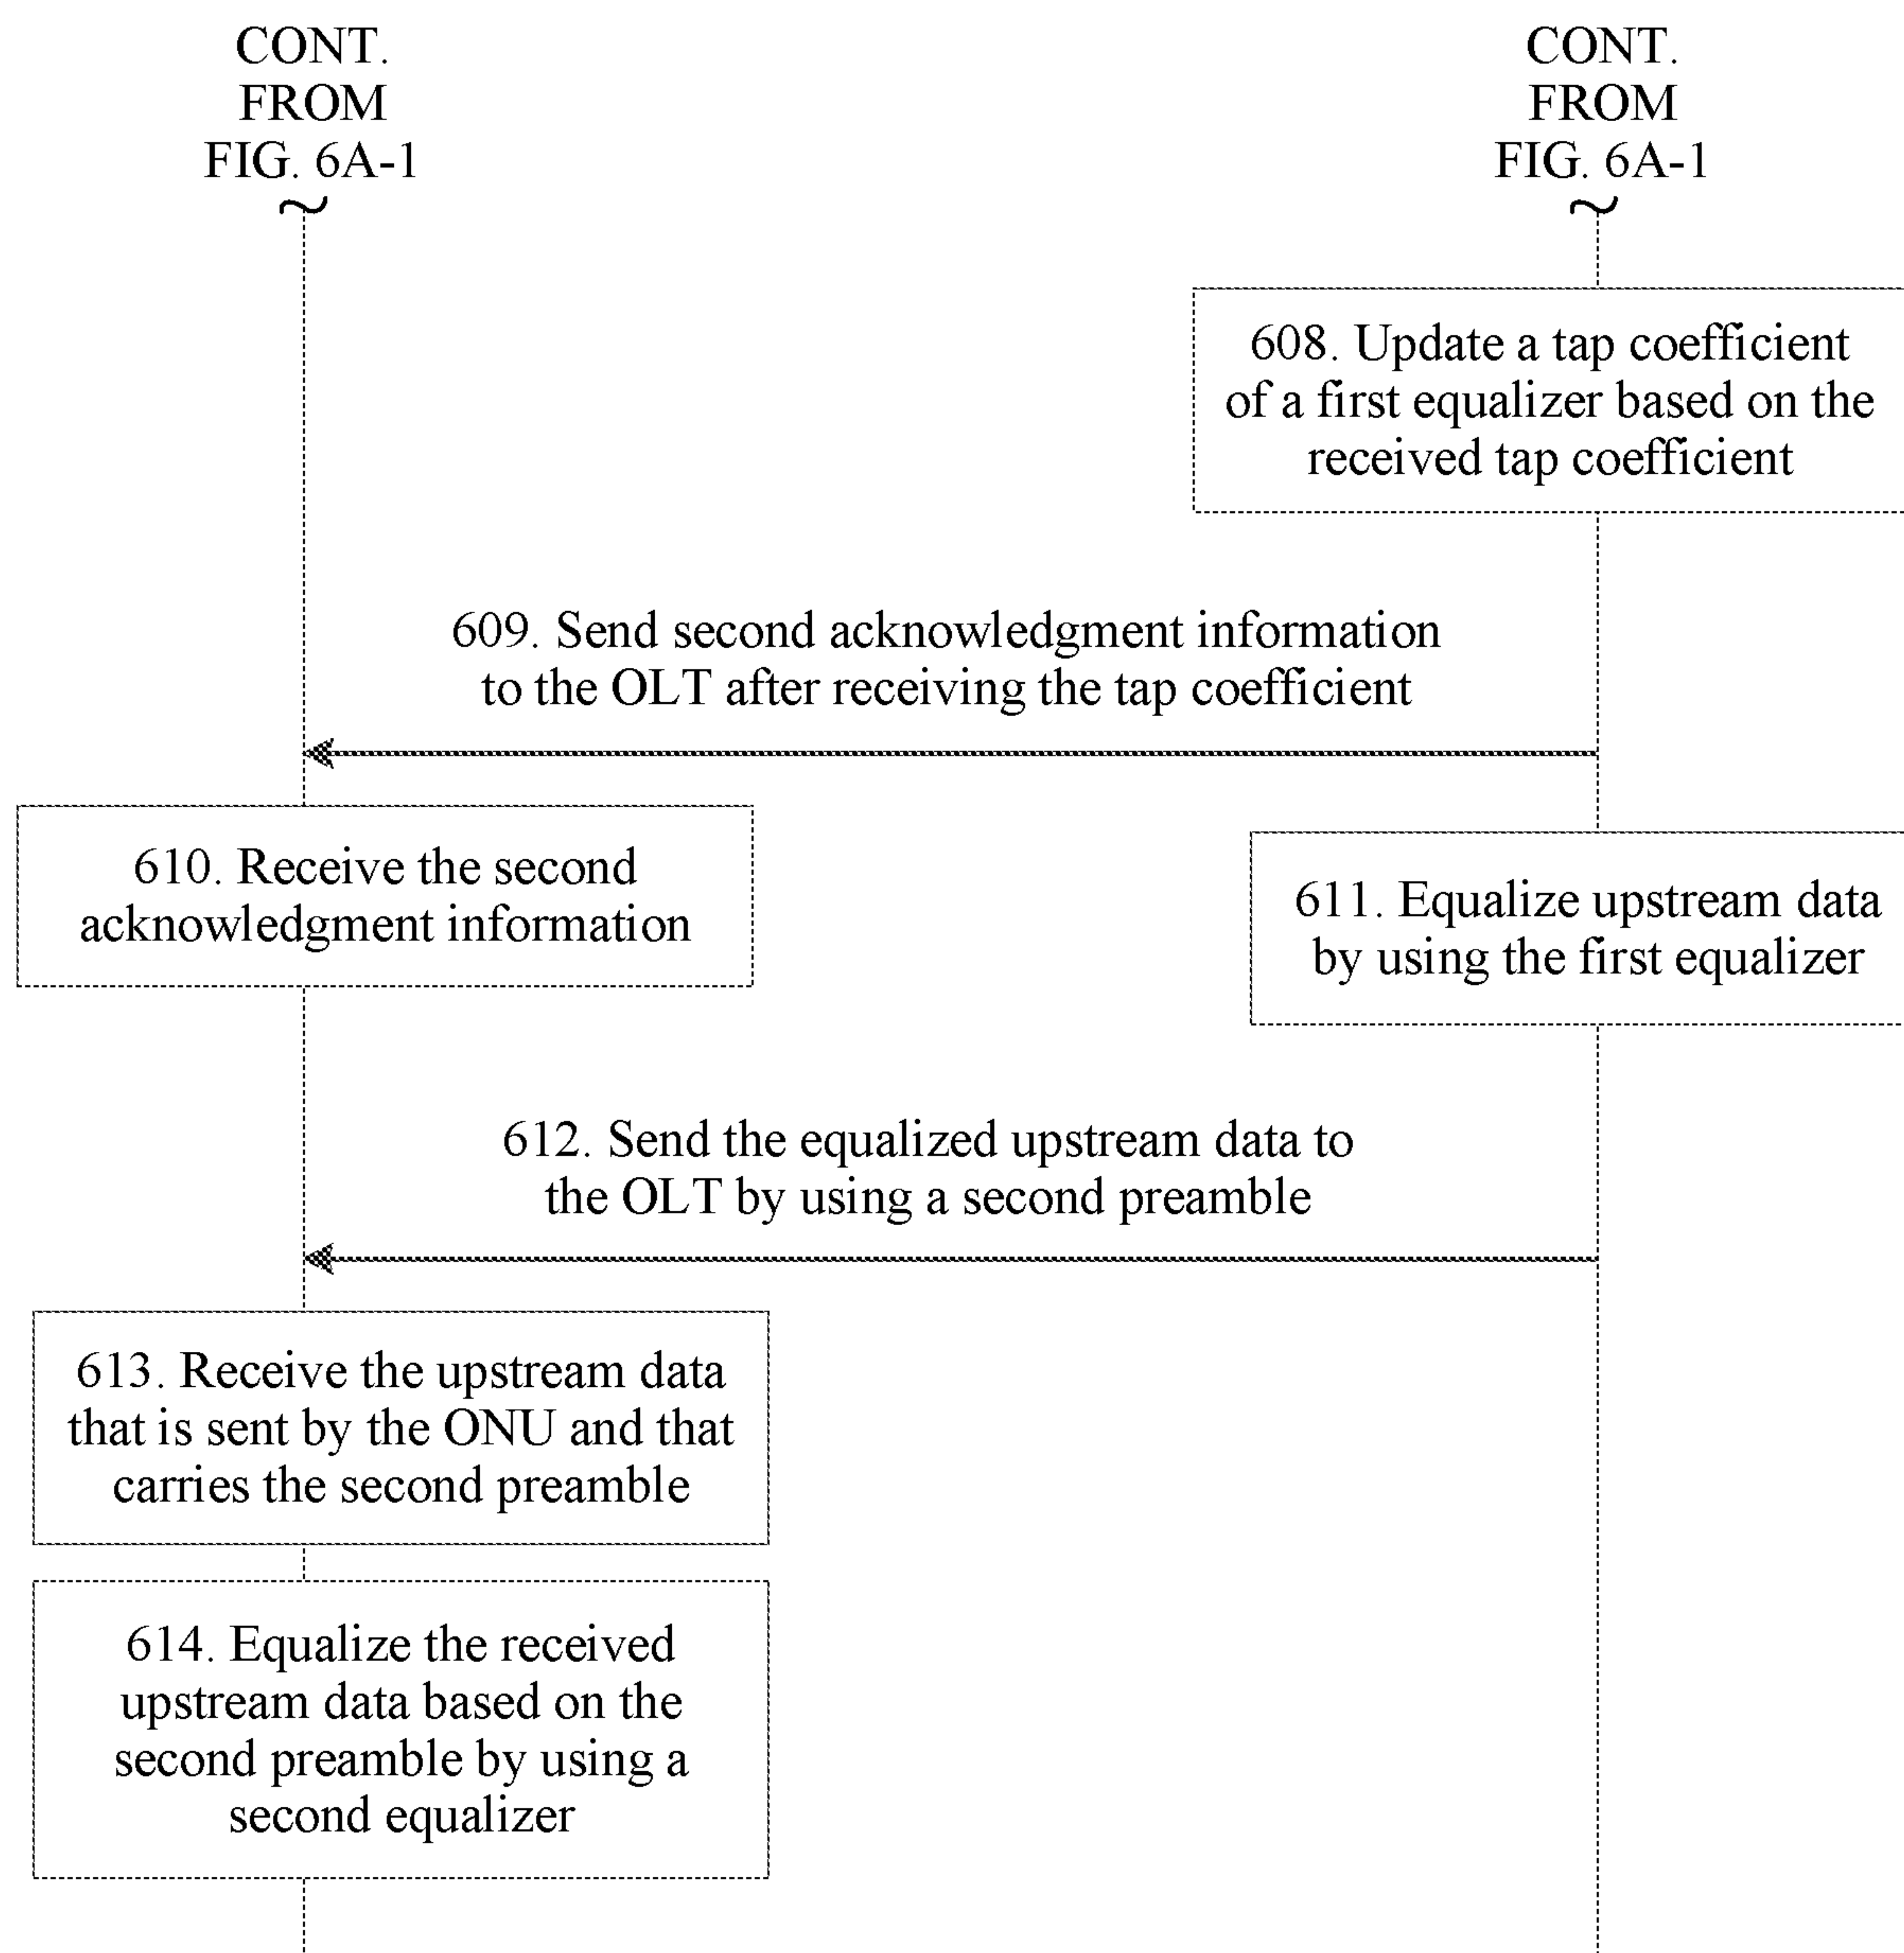 CONT.
FROM
FIG. 6A-1
CONT.
FROM
FIG. 6A-1
608. Update a tap coefficient
of a first equalizer based on the
received tap coefficient
609. Send second acknowledgment information
to the OLT after receiving the tap coefficient
610. Receive the second
acknowledgment information
611. Equalize upstream data
by using the first equalizer
612. Send the equalized upstream data to
the OLT by using a second preamble
613. Receive the upstream data
that is sent by the ONU and that
carries the second preamble
614. Equalize the received
upstream data based on the
second preamble by using a
second equalizer